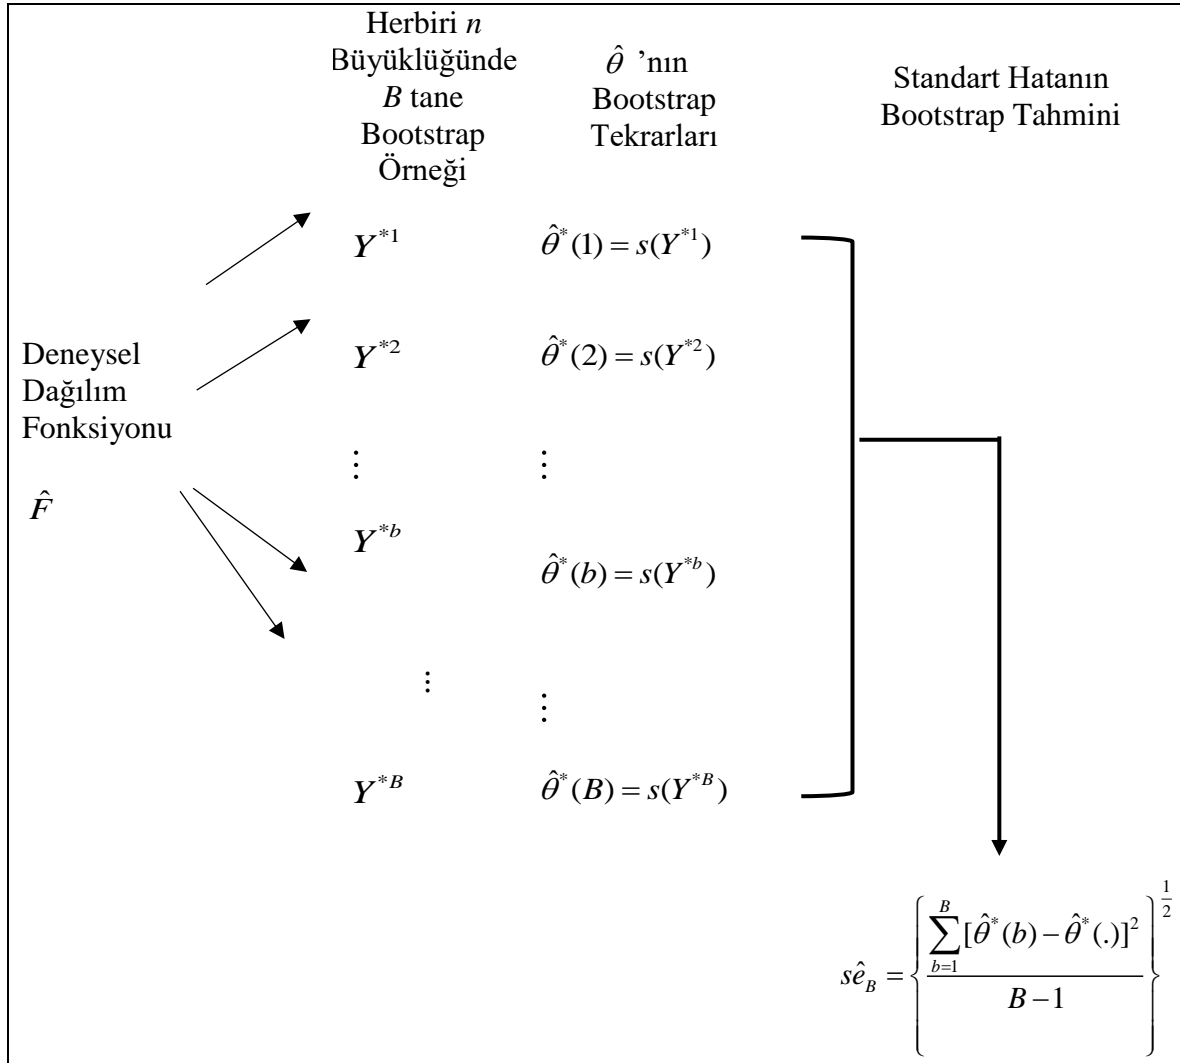 Herbiri n
Büyüklüğünde
B tane
Bootstrap
Örneği
θ̂ ’nın
Bootstrap
Tekrarları
Standart Hatanın
Bootstrap Tahmini
Deneysel
Dağılım
Fonksiyonu
F̂
Y*1 θ̂*(1) = s(Y*1)
Y*2 θ̂*(2) = s(Y*2)
⋮ ⋮
Y*b
θ̂*(b) = s(Y*b)
⋮
⋮
Y*B θ̂*(B) = s(Y*B)
sê_B = { ∑_{b=1}^{B} [θ̂*(b) − θ̂*(.)]² / (B − 1) }^{1/2}